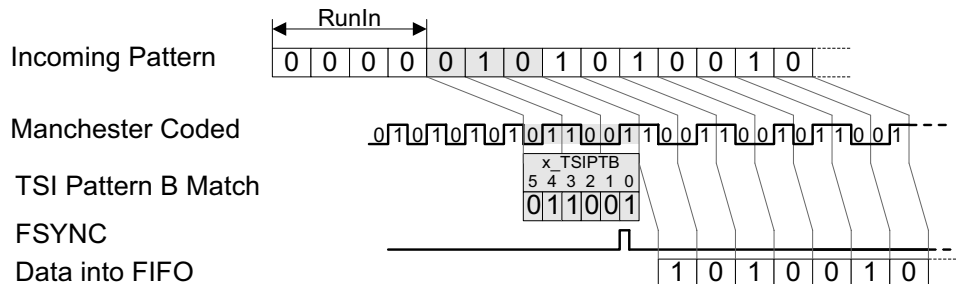 RunIn
Incoming Pattern 0 0 0 0 0 1 0 1 0 1 0 0 1 0
Manchester Coded 0 1 0 1 0 1 0 1 0 1 1 0 0 1 1 0 0 1 1 0 0 1 0 1 1 0 0 1
x_TSIPTB
5 4 3 2 1 0
TSI Pattern B Match
0 1 1 0 0 1
FSYNC
Data into FIFO 1 0 1 0 0 1 0